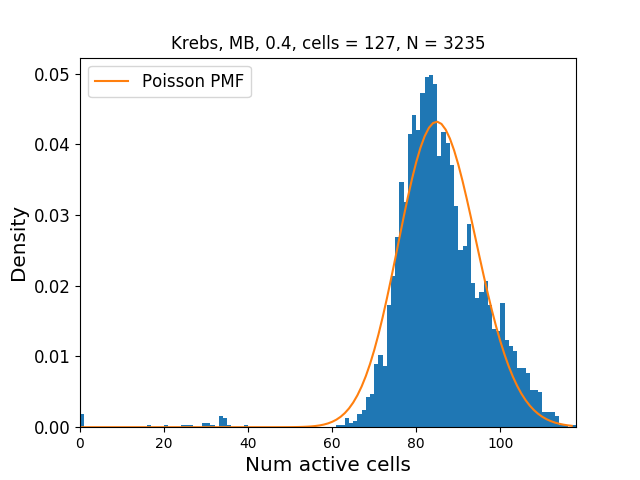 Krebs, MB, 0.4, cells = 127, N = 3235
Poisson PMF
0.05
0.04
0.03
0.02
0.01
0.00
Density
0 20 40 60 80 100
Num active cells